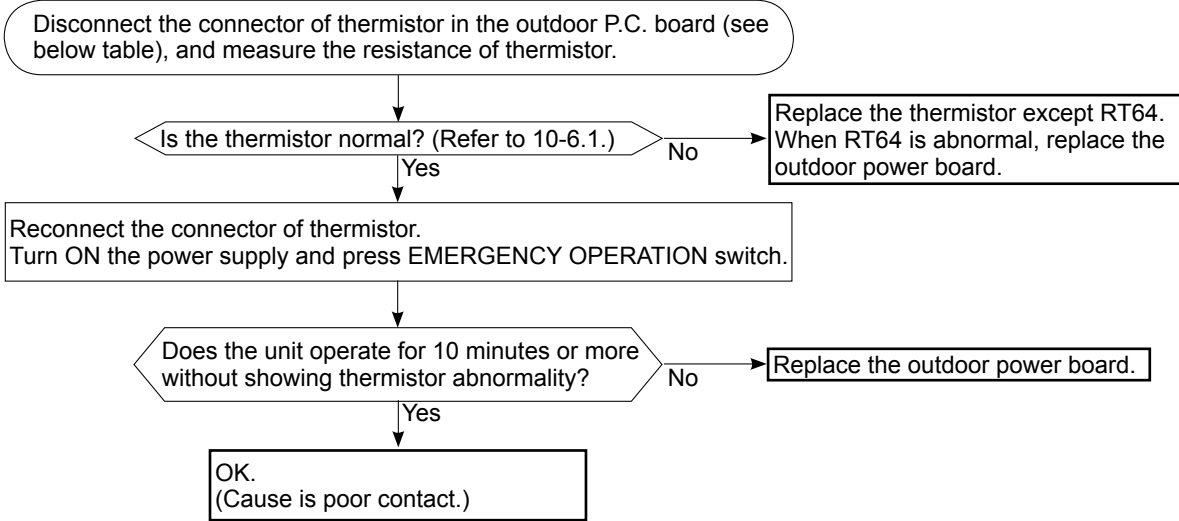 Disconnect the connector of thermistor in the outdoor P.C. board (see
below table), and measure the resistance of thermistor.
Is the thermistor normal? (Refer to 10-6.1.)
No
Replace the thermistor except RT64.
When RT64 is abnormal, replace the
outdoor power board.
Yes
Reconnect the connector of thermistor.
Turn ON the power supply and press EMERGENCY OPERATION switch.
Does the unit operate for 10 minutes or more
without showing thermistor abnormality?
No
Replace the outdoor power board.
Yes
OK.
(Cause is poor contact.)